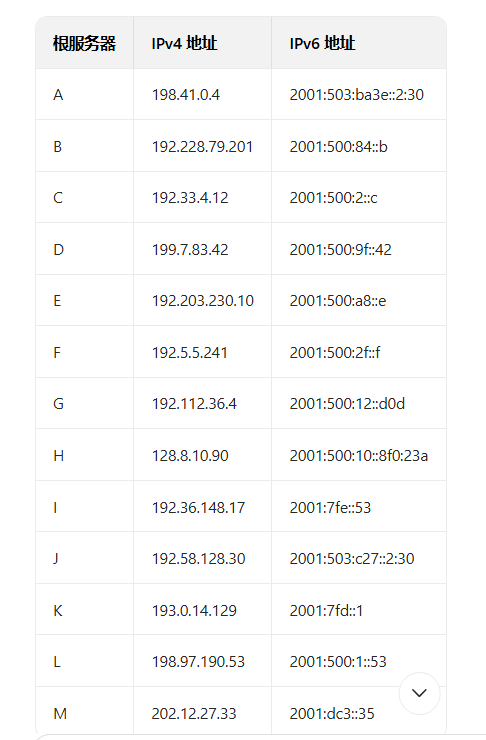 根服务器 IPv4 地址 IPv6 地址
A 198.41.0.4 2001:503:ba3e::2:30
B 192.228.79.201 2001:500:84::b
C 192.33.4.12 2001:500:2::c
D 199.7.83.42 2001:500:9f::42
E 192.203.230.10 2001:500:a8::e
F 192.5.5.241 2001:500:2f::f
G 192.112.36.4 2001:500:12::d0d
H 128.8.10.90 2001:500:10::8f0:23a
I 192.36.148.17 2001:7fe::53
J 192.58.128.30 2001:503:c27::2:30
K 193.0.14.129 2001:7fd::1
L 198.97.190.53 2001:500:1::53
M 202.12.27.33 2001:dc3::35